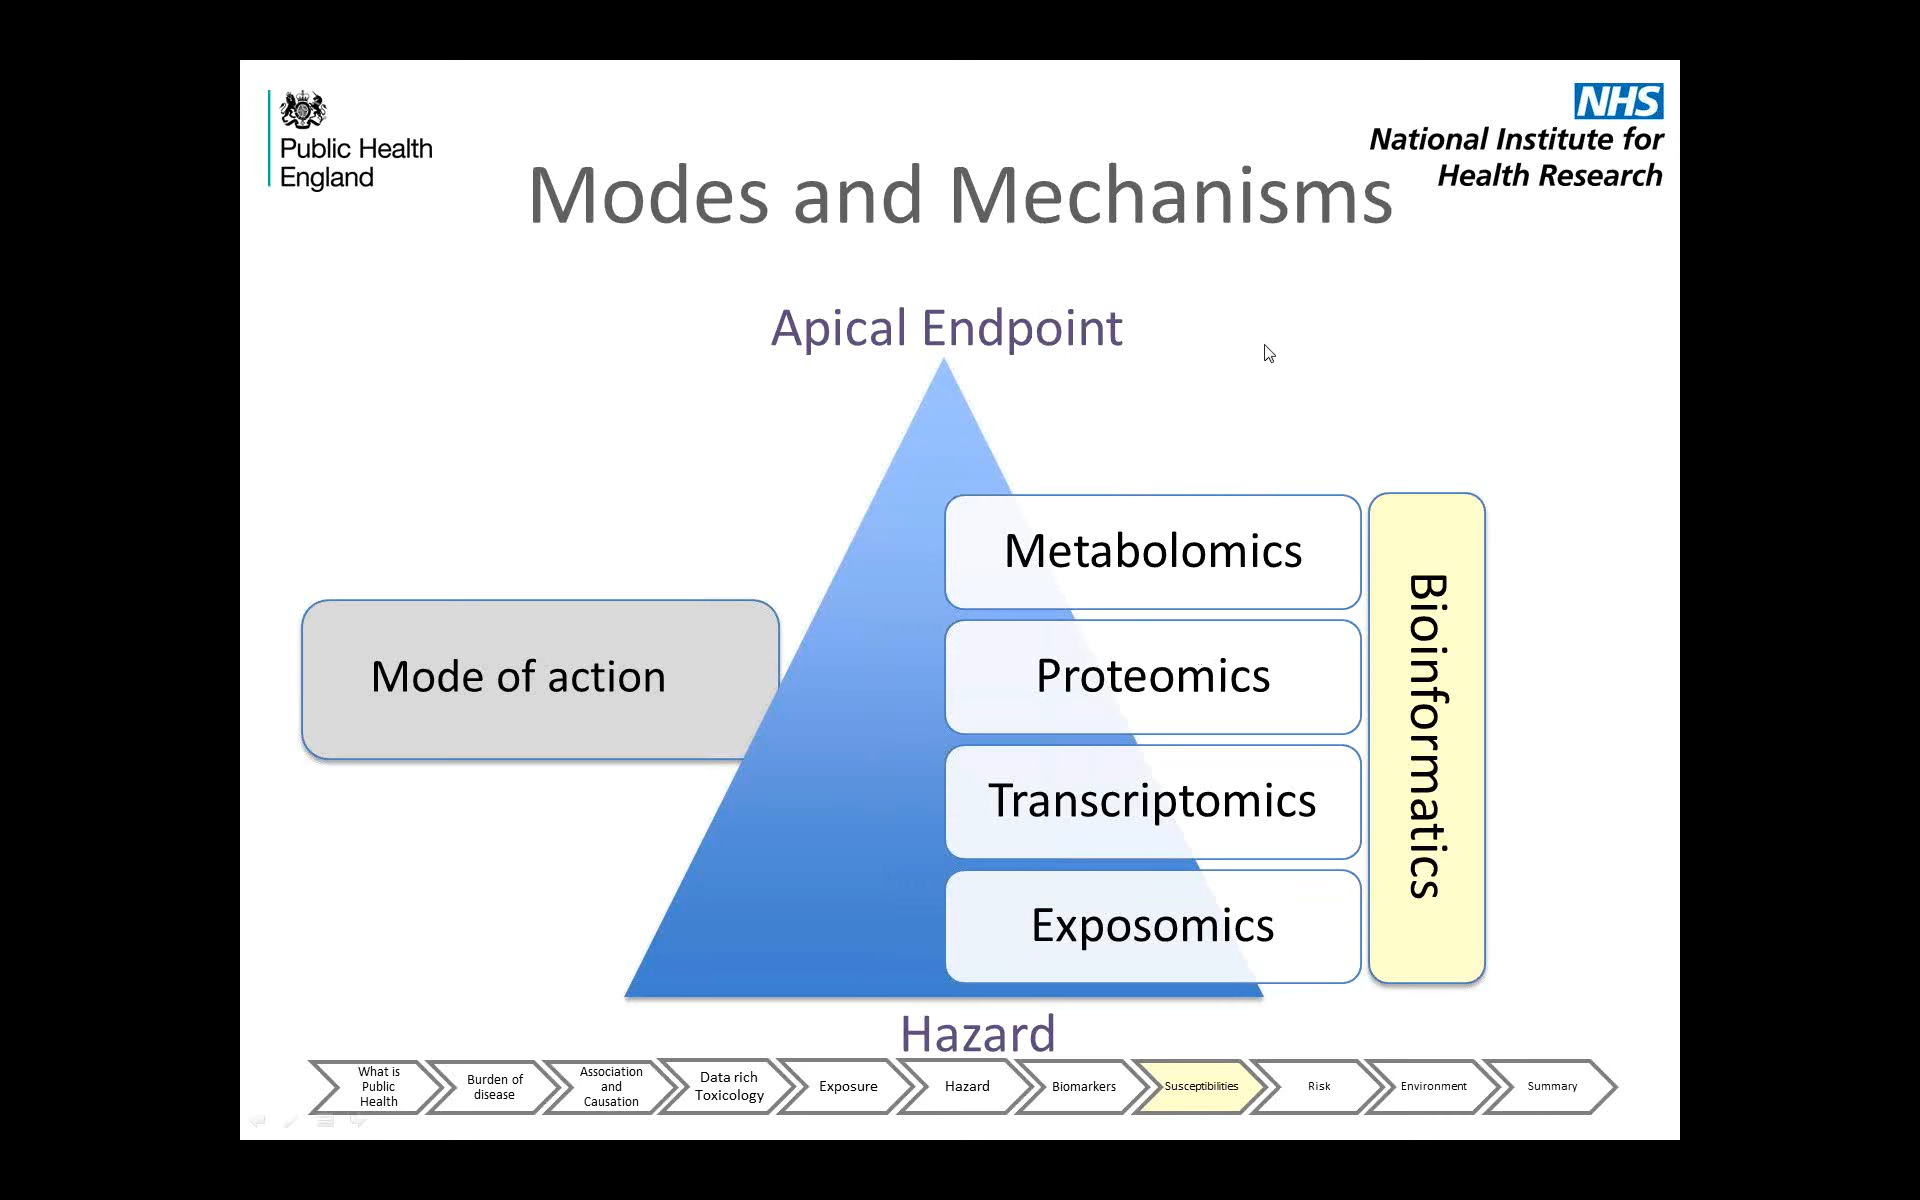 Public Health
England
NHS
National Institute for
Health Research
Modes and Mechanisms
Apical Endpoint
Metabolomics
Proteomics
Transcriptomics
Exposomics
Bioinformatics
Mode of action
Hazard
What is
Public
Health
Burden of
disease
Association
and
Causation
Data rich
Toxicology
Exposure
Hazard
Biomarkers
Susceptibilities
Risk
Environment
Summary